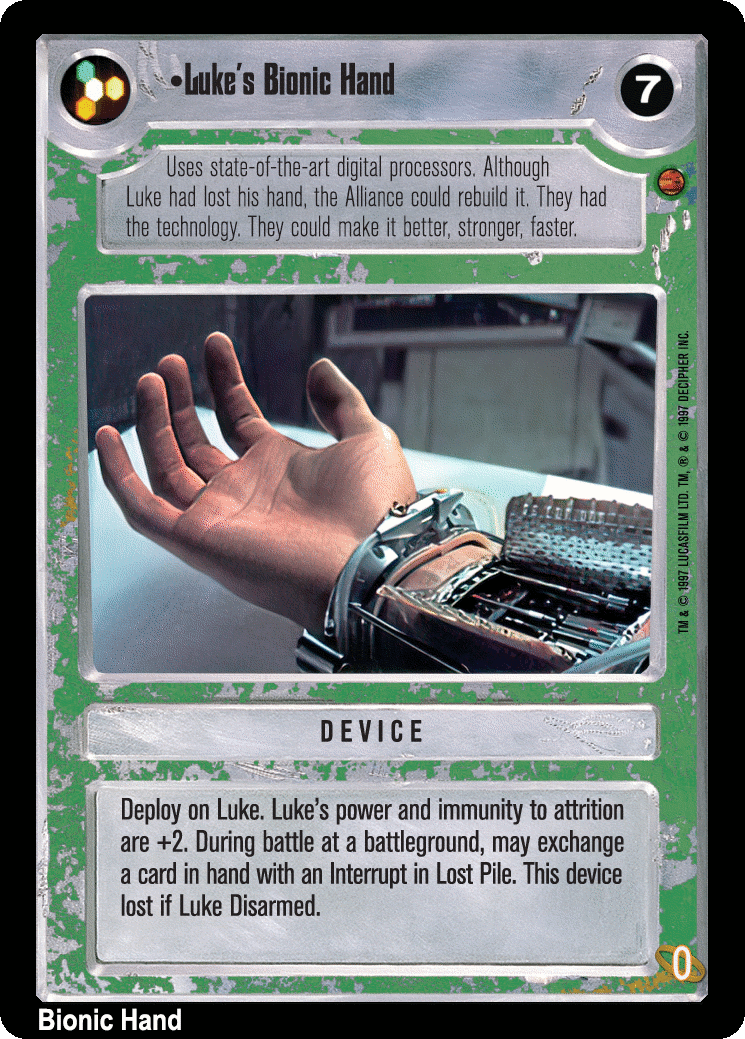 •Luke's Bionic Hand
7
Uses state-of-the-art digital processors. Although
Luke had lost his hand, the Alliance could rebuild it. They had
the technology. They could make it better, stronger, faster.
TM & © 1997 LUCASFILM LTD. TM, ® & © 1997 DECIPHER INC.
DEVICE
Deploy on Luke. Luke's power and immunity to attrition
are +2. During battle at a battleground, may exchange
a card in hand with an Interrupt in Lost Pile. This device
lost if Luke Disarmed.
0
Bionic Hand